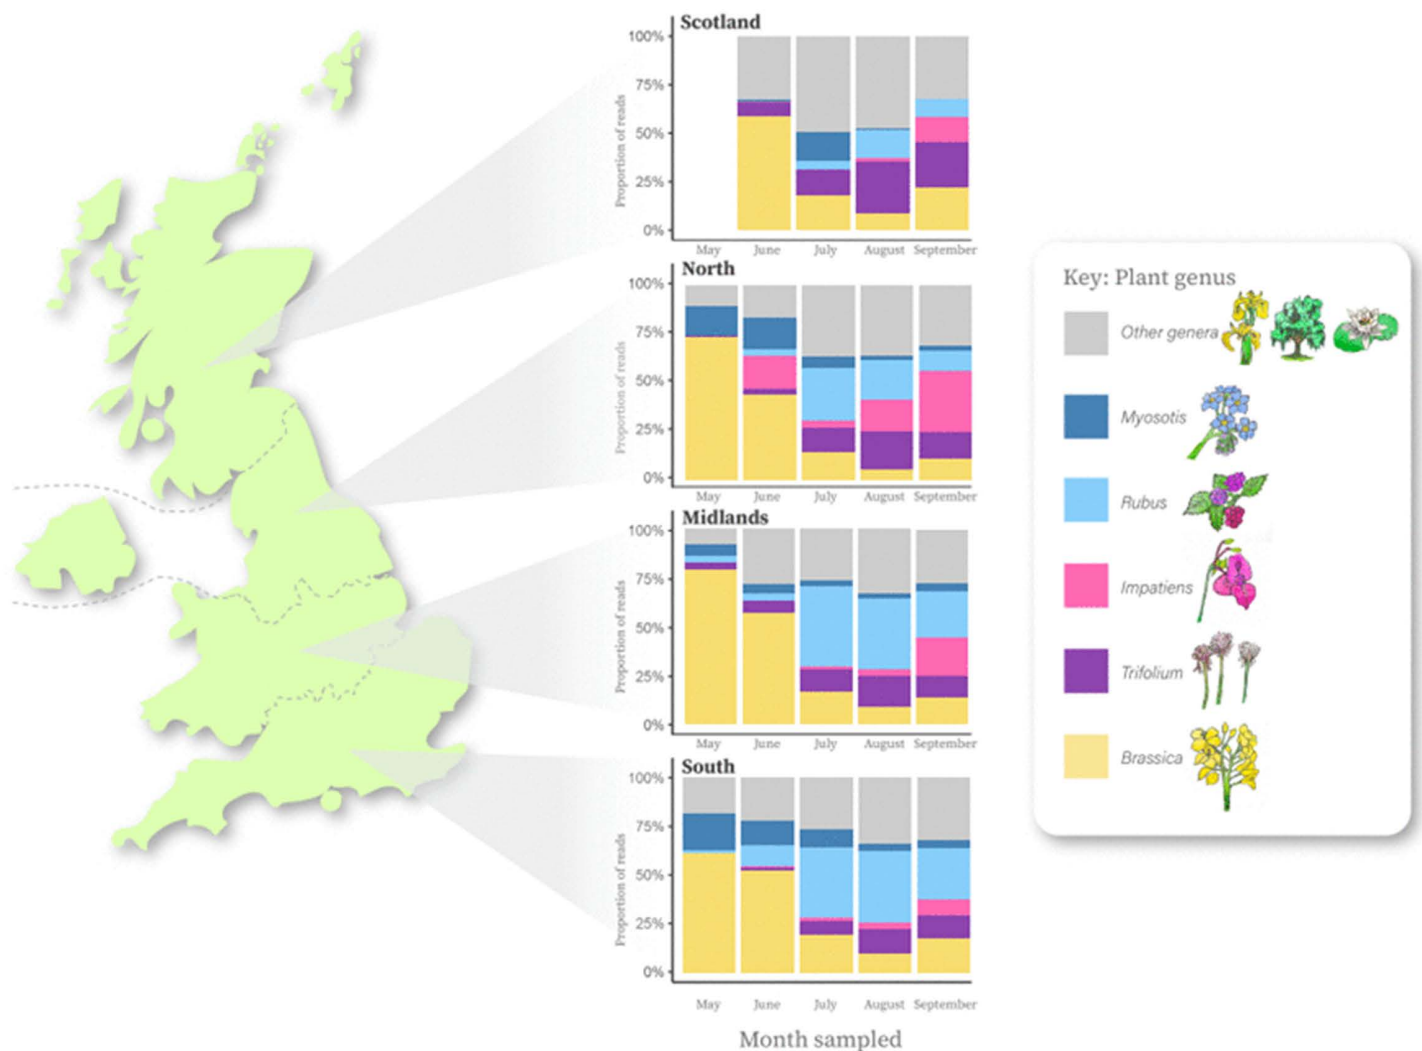 Scotland
100%
75%
50%
25%
0%
Proportion of reads
May June July August September
North
100%
75%
50%
25%
0%
Proportion of reads
May June July August September
Midlands
100%
75%
50%
25%
0%
Proportion of reads
May June July August September
South
100%
75%
50%
25%
0%
Proportion of reads
May June July August September
Month sampled
Key: Plant genus
Other genera
Myosotis
Rubus
Impatiens
Trifolium
Brassica